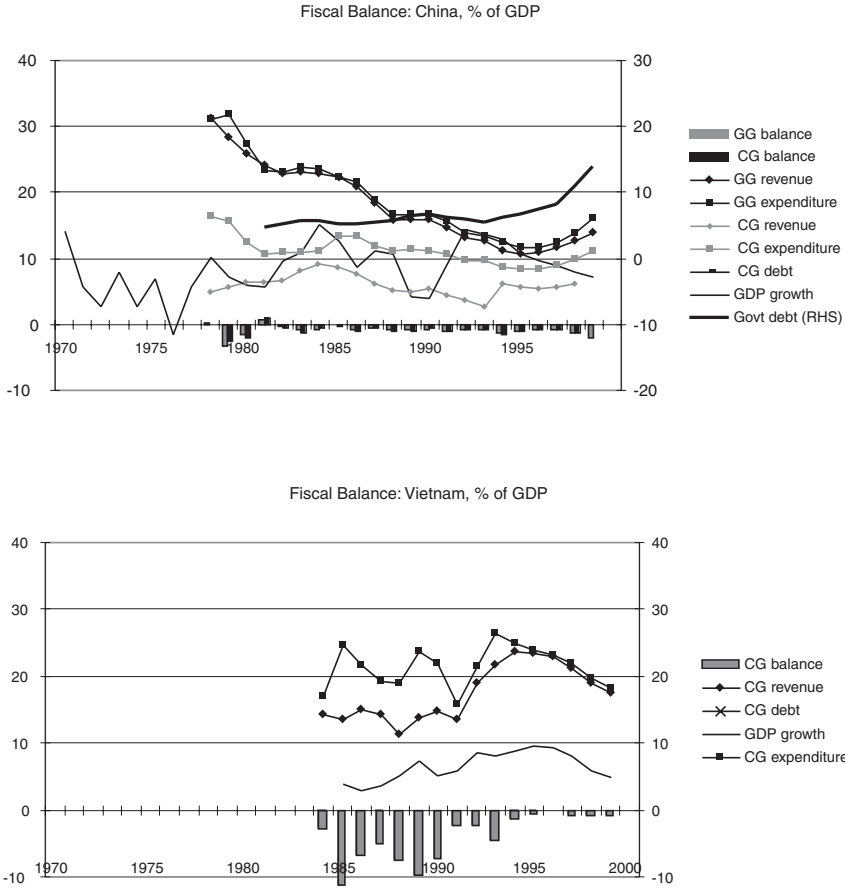 Fiscal Balance: China, % of GDP
40
30
20
10
0
-10
30
20
10
0
-10
-20
1970
1975
1980
1985
1990
1995
GG balance
CG balance
GG revenue
GG expenditure
CG revenue
CG expenditure
CG debt
GDP growth
Govt debt (RHS)
Fiscal Balance: Vietnam, % of GDP
40
30
20
10
0
-10
40
30
20
10
0
-10
1970
1975
1980
1985
1990
1995
2000
CG balance
CG revenue
CG debt
GDP growth
CG expenditure